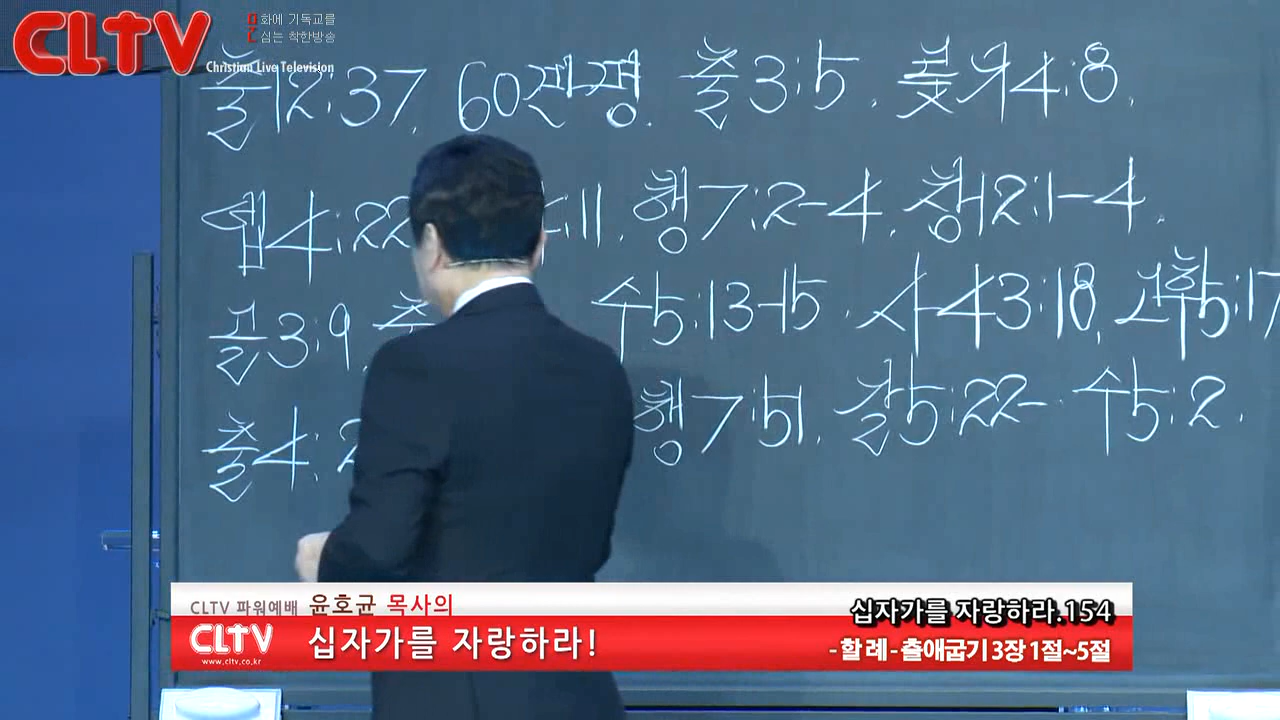 CLTV
문화에 기독교를
심는 착한방송
Christian Live Television
출12:37. 60만평. 출3:5.
엡4:22 :11. 행7:2-4. 창12:1-4.
골3:9. 수5:13-15. 사43:18. 고후5:17
출4:2 행7:51. 갈5:22- 수5:2.
CLTV 파워예배 윤호균 목사의
십자가를 자랑하라.154
CLTV
www.cltv.co.kr
십자가를 자랑하라!
- 할 례 - 출애굽기 3장 1절~5절